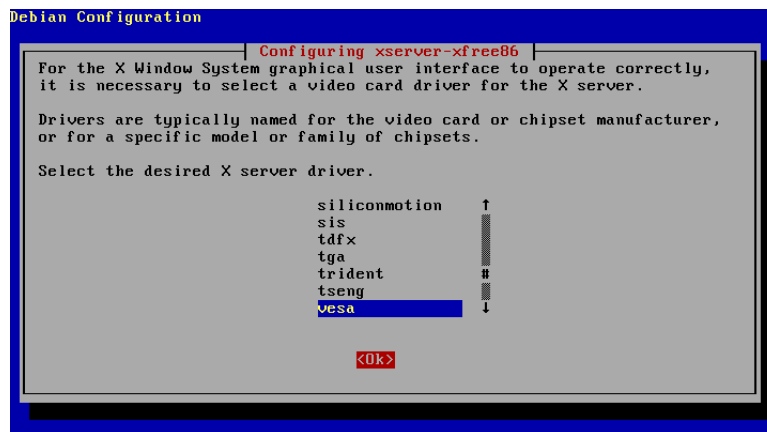 Debian Configuration
Configuring xserver-xfree86
For the X Window System graphical user interface to operate correctly,
it is necessary to select a video card driver for the X server.
Drivers are typically named for the video card or chipset manufacturer,
or for a specific model or family of chipsets.
Select the desired X server driver.
siliconmotion ↑
sis
tdfx
tga
trident #
tseng
vesa ↓
<Ok>